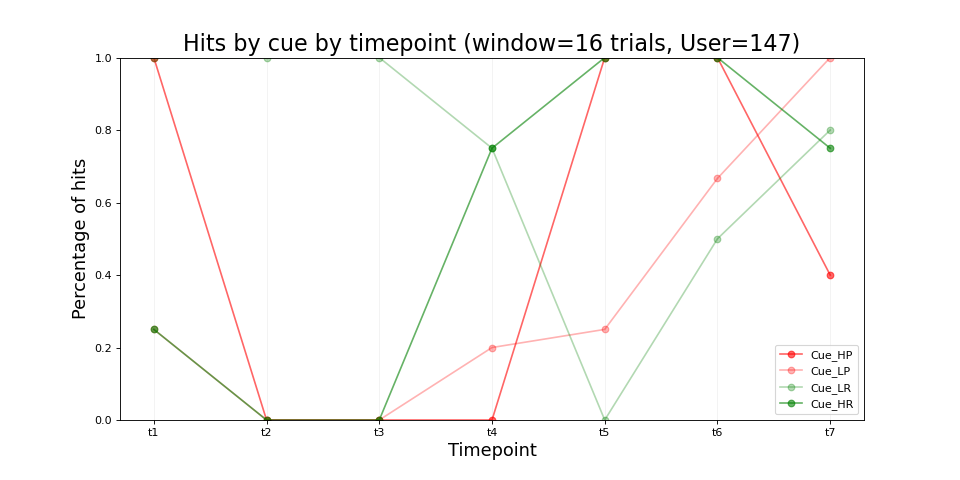 Hits by cue by timepoint (window=16 trials, User=147)
Percentage of hits
1.0
0.8
0.6
0.4
0.2
0.0
t1 t2 t3 t4 t5 t6 t7
Timepoint
Cue_HP
Cue_LP
Cue_LR
Cue_HR